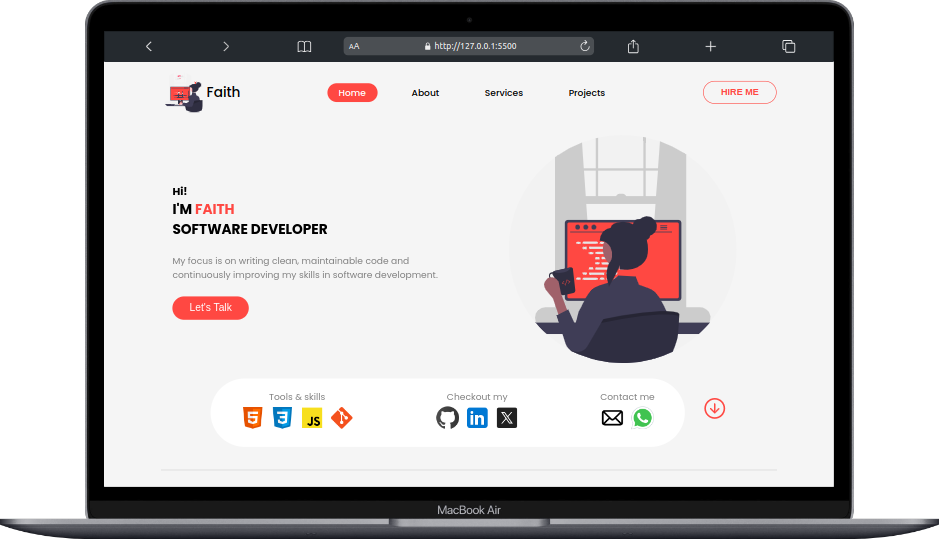 AA http://127.0.0.1:5500
Faith Home About Services Projects HIRE ME
Hi!
I'M FAITH
SOFTWARE DEVELOPER
My focus is on writing clean, maintainable code and
continuously improving my skills in software development.
Let's Talk
Tools & skills Checkout my Contact me
5 3 JS in X
MacBook Air